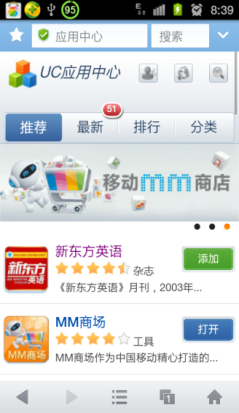 95 8:39
应用中心 搜索
UC应用中心
51
推荐 最新 排行 分类
移动MM商店
新东方英语
新东方英语 添加
杂志
《新东方英语》月刊，2003年...
MM商场 打开
工具
MM商场
MM商场作为中国移动精心打造的...
1